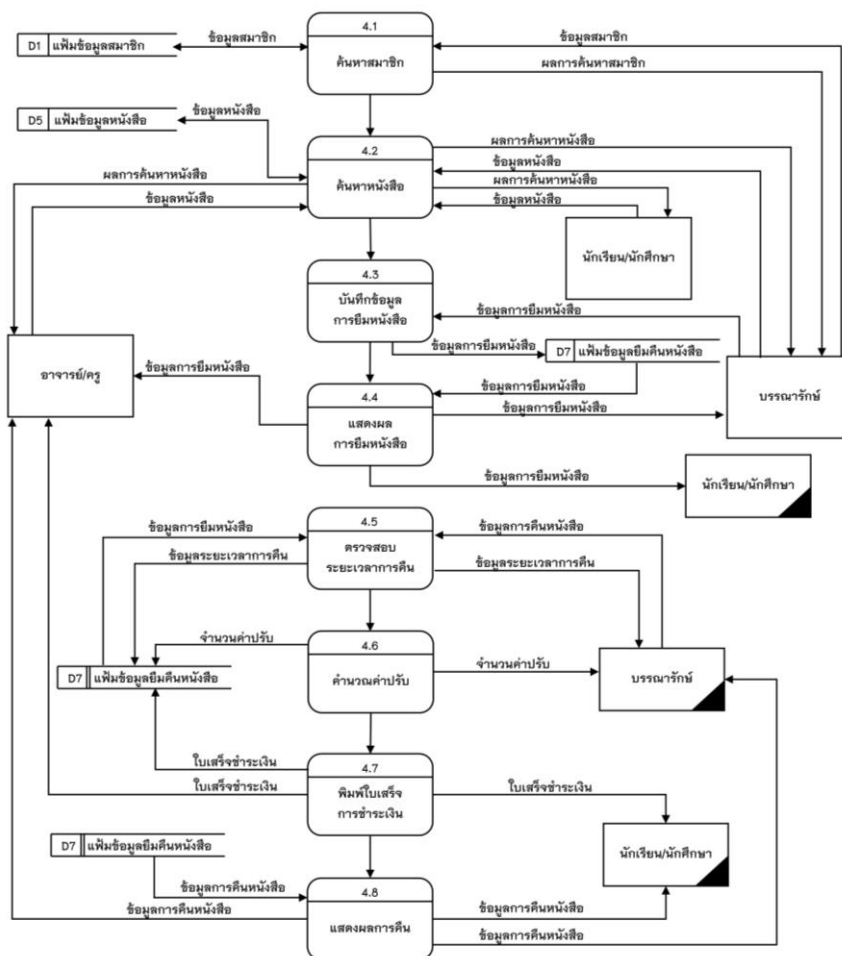 4.1
ข้อมูลสมาชิก
ข้อมูลสมาชิก
D1 แฟ้มข้อมูลสมาชิก
ค้นหาสมาชิก
ผลการค้นหาสมาชิก
ข้อมูลหนังสือ
D5 แฟ้มข้อมูลหนังสือ
4.2
ผลการค้นหาหนังสือ
ข้อมูลหนังสือ
ผลการค้นหาหนังสือ
ค้นหาหนังสือ
ผลการค้นหาหนังสือ
ข้อมูลหนังสือ
ข้อมูลหนังสือ
นักเรียน/นักศึกษา
4.3
บันทึกข้อมูล
การยืมหนังสือ
ข้อมูลการยืมหนังสือ
ข้อมูลการยืมหนังสือ
D7 แฟ้มข้อมูลยืมคืนหนังสือ
อาจารย์/ครู
ข้อมูลการยืมหนังสือ
4.4
แสดงผล
การยืมหนังสือ
ข้อมูลการยืมหนังสือ
ข้อมูลการยืมหนังสือ
บรรณารักษ์
ข้อมูลการยืมหนังสือ
นักเรียน/นักศึกษา
4.5
ข้อมูลการยืมหนังสือ
ข้อมูลการคืนหนังสือ
ตรวจสอบ
ระยะเวลาการคืน
ข้อมูลระยะเวลาการคืน
ข้อมูลระยะเวลาการคืน
จำนวนค่าปรับ
4.6
คำนวณค่าปรับ
จำนวนค่าปรับ
D7 แฟ้มข้อมูลยืมคืนหนังสือ
บรรณารักษ์
ใบเสร็จชำระเงิน
4.7
ใบเสร็จชำระเงิน
พิมพ์ใบเสร็จ
การชำระเงิน
ใบเสร็จชำระเงิน
D7 แฟ้มข้อมูลยืมคืนหนังสือ
นักเรียน/นักศึกษา
ข้อมูลการคืนหนังสือ
4.8
ข้อมูลการคืนหนังสือ
แสดงผลการคืน
ข้อมูลการคืนหนังสือ
ข้อมูลการคืนหนังสือ